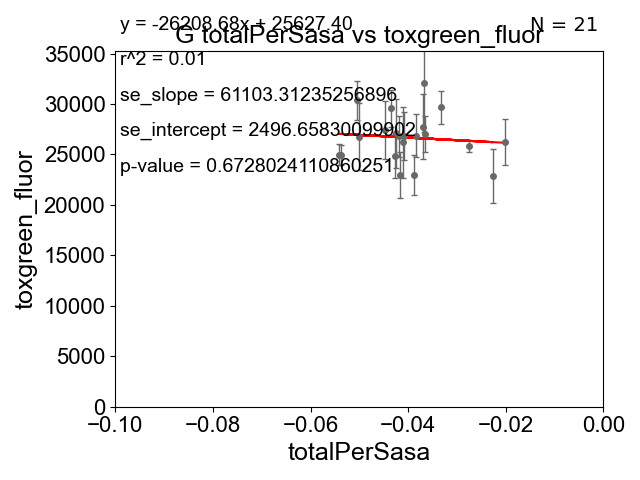 y = -26208.68x + 25627.40
N = 21
G totalPerSasa vs toxgreen_fluor
r^2 = 0.01
se_slope = 61103.31235256896
se_intercept = 2496.65830099902
p-value = 0.6728024110860251
35000
30000
25000
20000
15000
10000
5000
0
toxgreen_fluor
−0.10
−0.08
−0.06
−0.04
−0.02
0.00
totalPerSasa